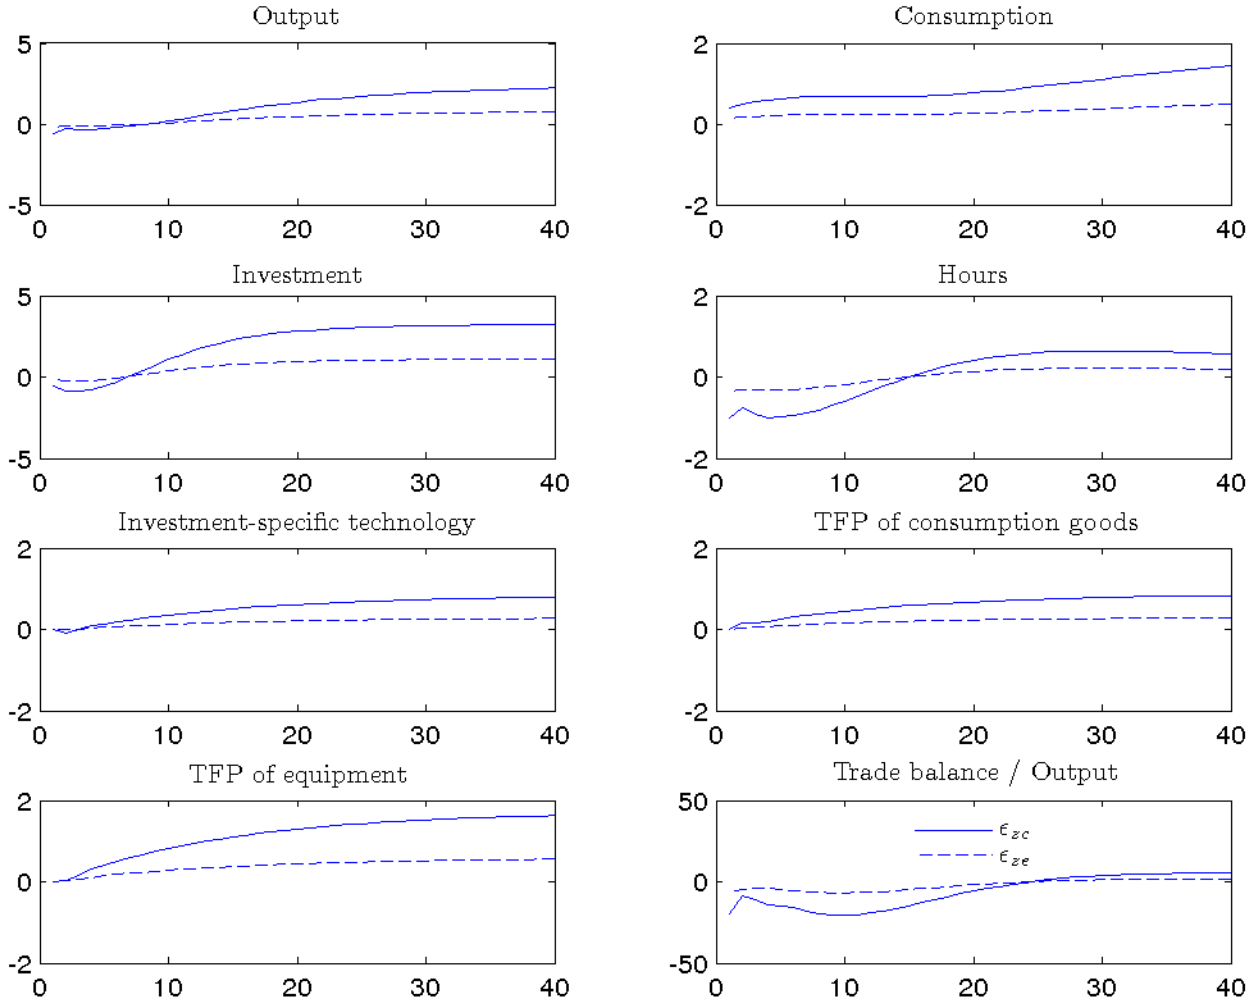 Output
5
0
-5
0 10 20 30 40
Consumption
2
0
-2
0 10 20 30 40
Investment
5
0
-5
0 10 20 30 40
Hours
2
0
-2
0 10 20 30 40
Investment-specific technology
2
0
-2
0 10 20 30 40
TFP of consumption goods
2
0
-2
0 10 20 30 40
TFP of equipment
2
0
-2
0 10 20 30 40
Trade balance / Output
50
0
-50
0 10 20 30 40
ϵzc
ϵze